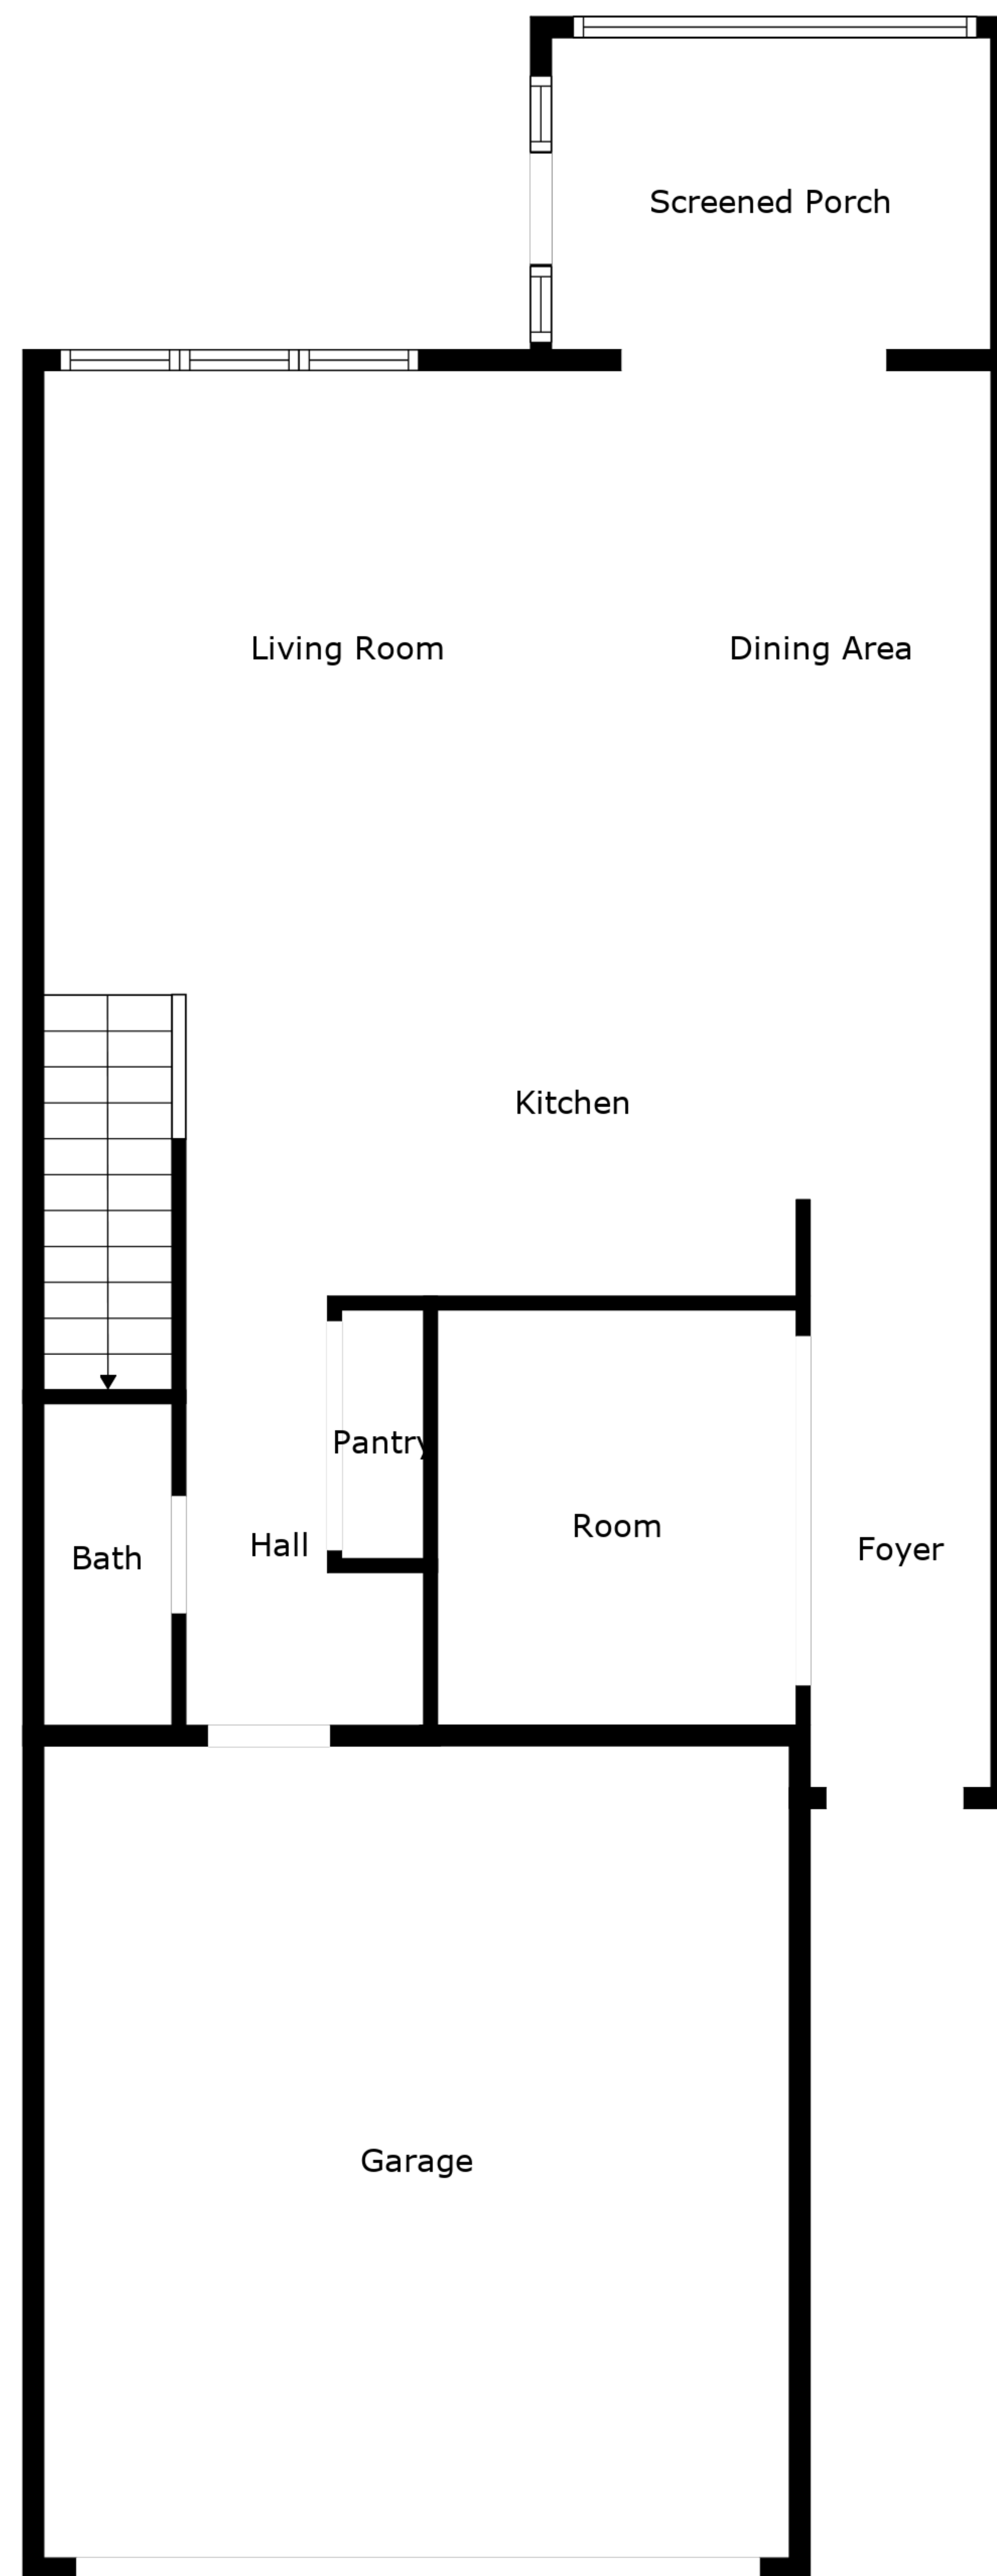 Screened Porch
Living Room
Dining Area
Kitchen
Pantry
Room
Hall
Foyer
Bath
Garage